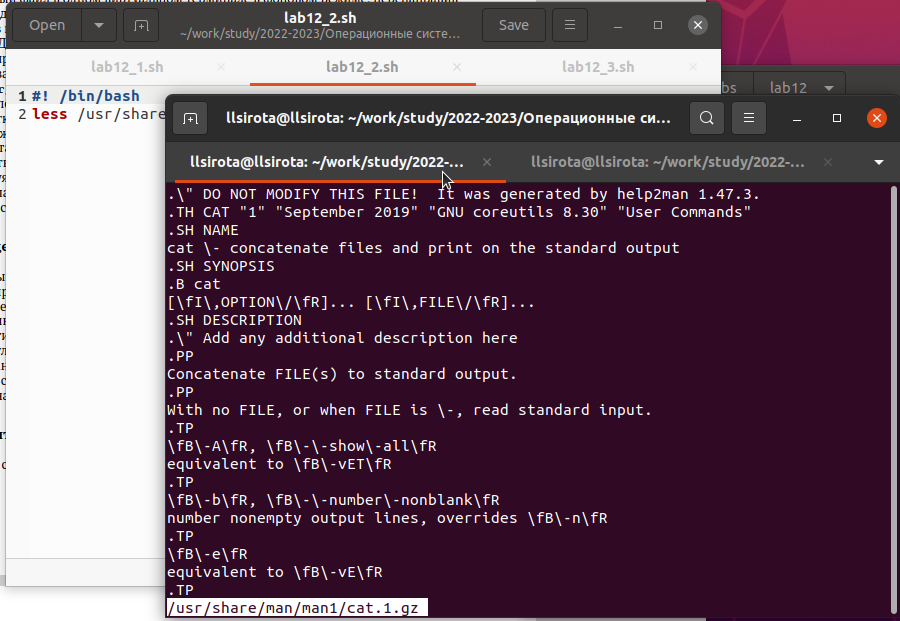 Open
lab12_2.sh
~/work/study/2022-2023/Операционные систе...
Save
lab12_1.sh
lab12_2.sh
lab12_3.sh
1 #! /bin/bash
2 less /usr/share
lab12
llsirota@llsirota: ~/work/study/2022-2023/Операционные си...
llsirota@llsirota: ~/work/study/2022-...
llsirota@llsirota: ~/work/study/2022-...
.\" DO NOT MODIFY THIS FILE!  It was generated by help2man 1.47.3.
.TH CAT "1" "September 2019" "GNU coreutils 8.30" "User Commands"
.SH NAME
cat \- concatenate files and print on the standard output
.SH SYNOPSIS
.B cat
[\fI\,OPTION\/\fR]... [\fI\,FILE\/\fR]...
.SH DESCRIPTION
.\" Add any additional description here
.PP
Concatenate FILE(s) to standard output.
.PP
With no FILE, or when FILE is \-, read standard input.
.TP
\fB\-A\fR, \fB\-\-show\-all\fR
equivalent to \fB\-vET\fR
.TP
\fB\-b\fR, \fB\-\-number\-nonblank\fR
number nonempty output lines, overrides \fB\-n\fR
.TP
\fB\-e\fR
equivalent to \fB\-vE\fR
.TP
/usr/share/man/man1/cat.1.gz